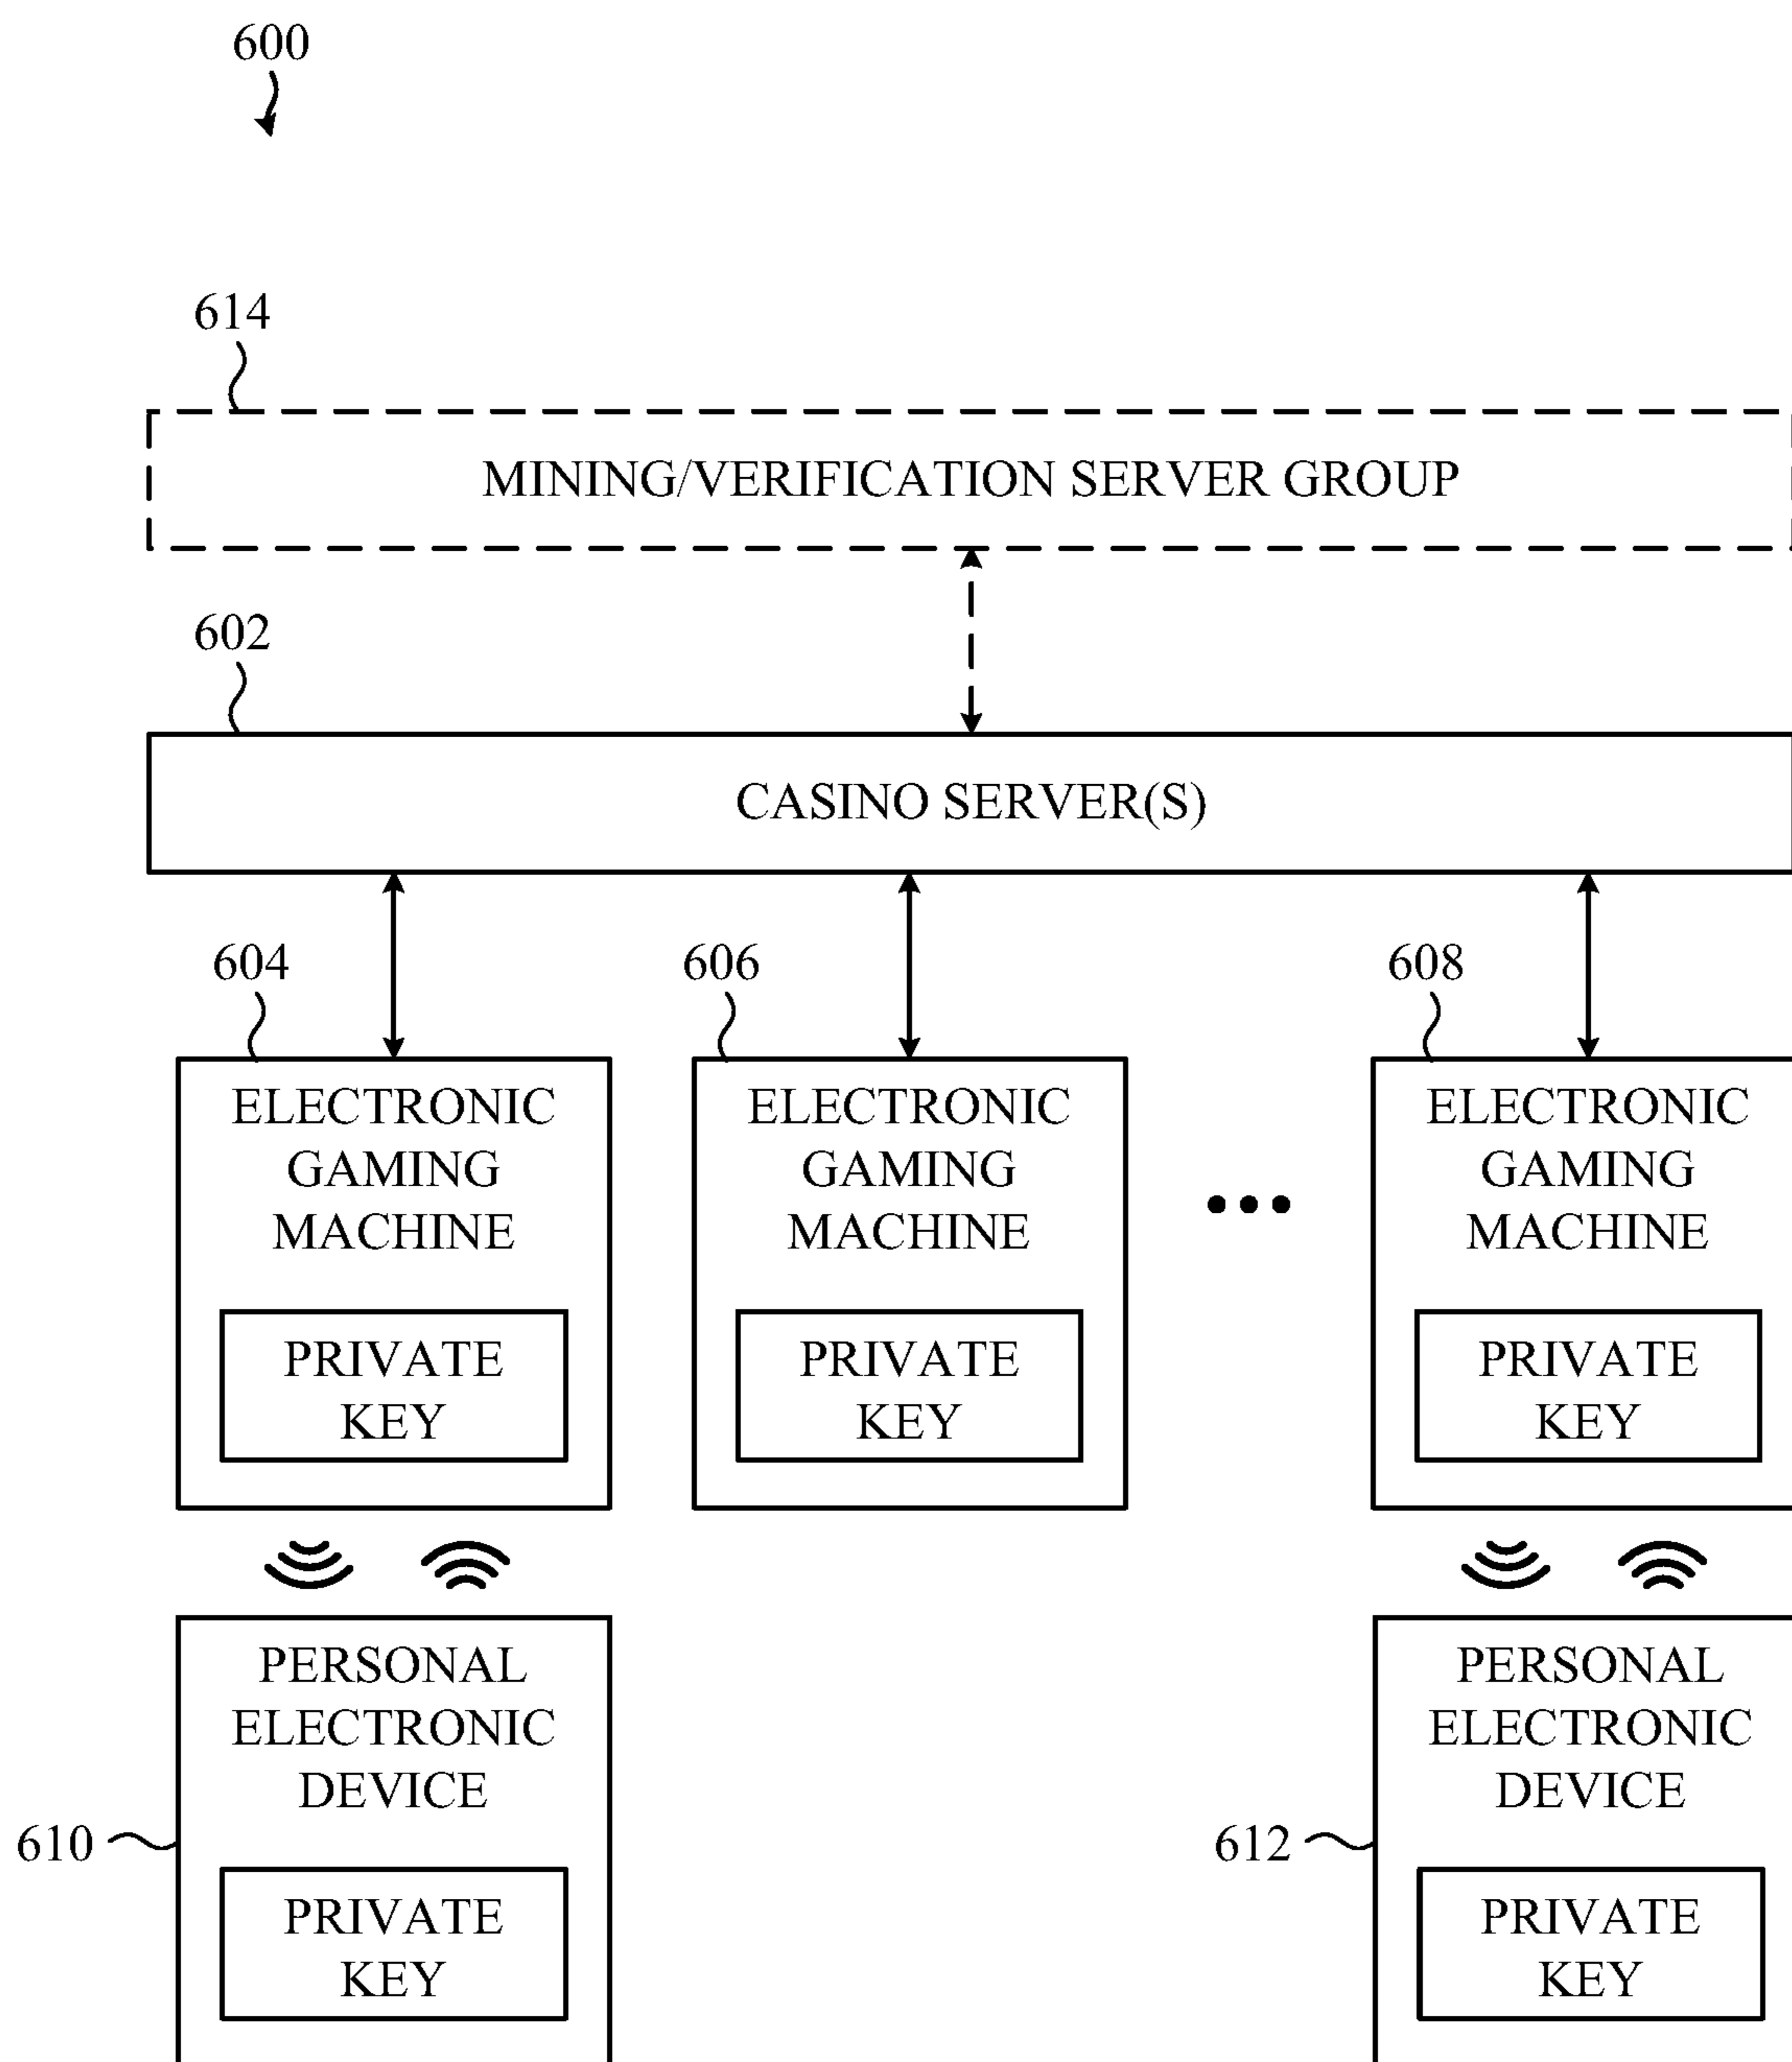 600
614
MINING/VERIFICATION SERVER GROUP
602
CASINO SERVER(S)
604
606
608
ELECTRONIC
GAMING
MACHINE
PRIVATE
KEY
ELECTRONIC
GAMING
MACHINE
PRIVATE
KEY
ELECTRONIC
GAMING
MACHINE
PRIVATE
KEY
610
PERSONAL
ELECTRONIC
DEVICE
PRIVATE
KEY
612
PERSONAL
ELECTRONIC
DEVICE
PRIVATE
KEY